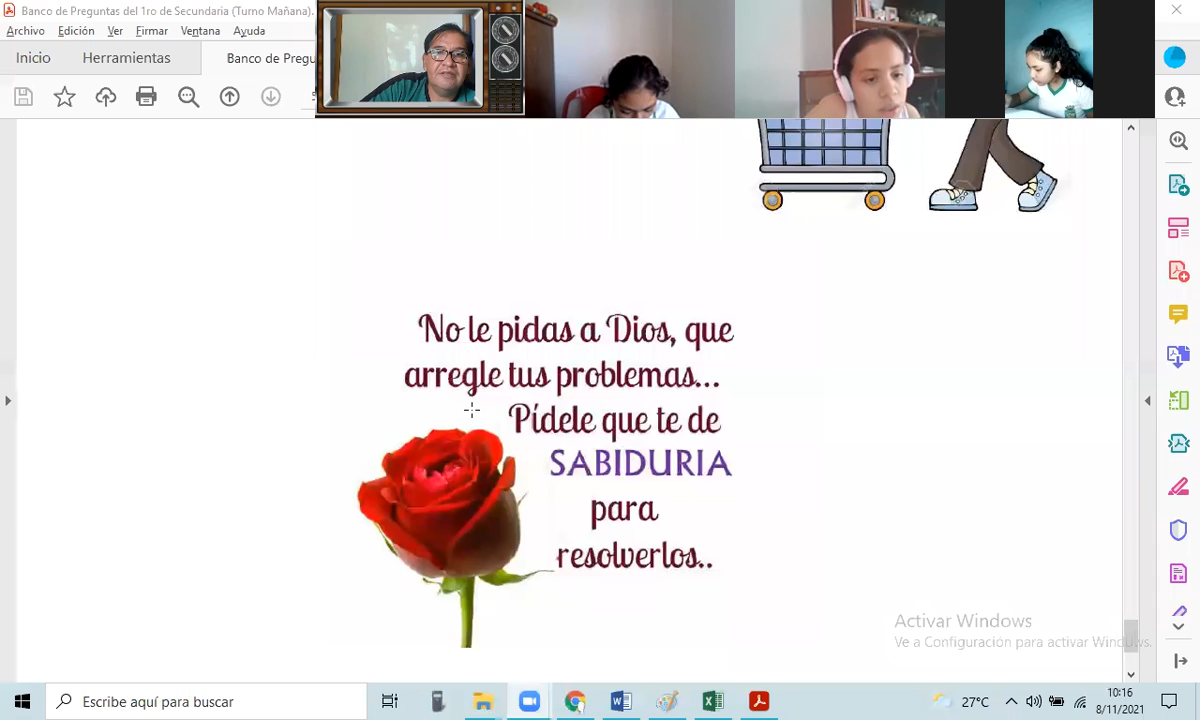 Banco de Preguntas del 1ro de Secundaria (Turno Mañana).
Archivo Edición Ver Firmar Ventana Ayuda
Inicio Herramientas Banco de Pregu
No le pidas a Dios, que
arregle tus problemas...
Pídele que te de
SABIDURIA
para
resolverlos..
Activar Windows
Ve a Configuración para activar Windows.
Escribe aquí para buscar
27°C
10:16
8/11/2021